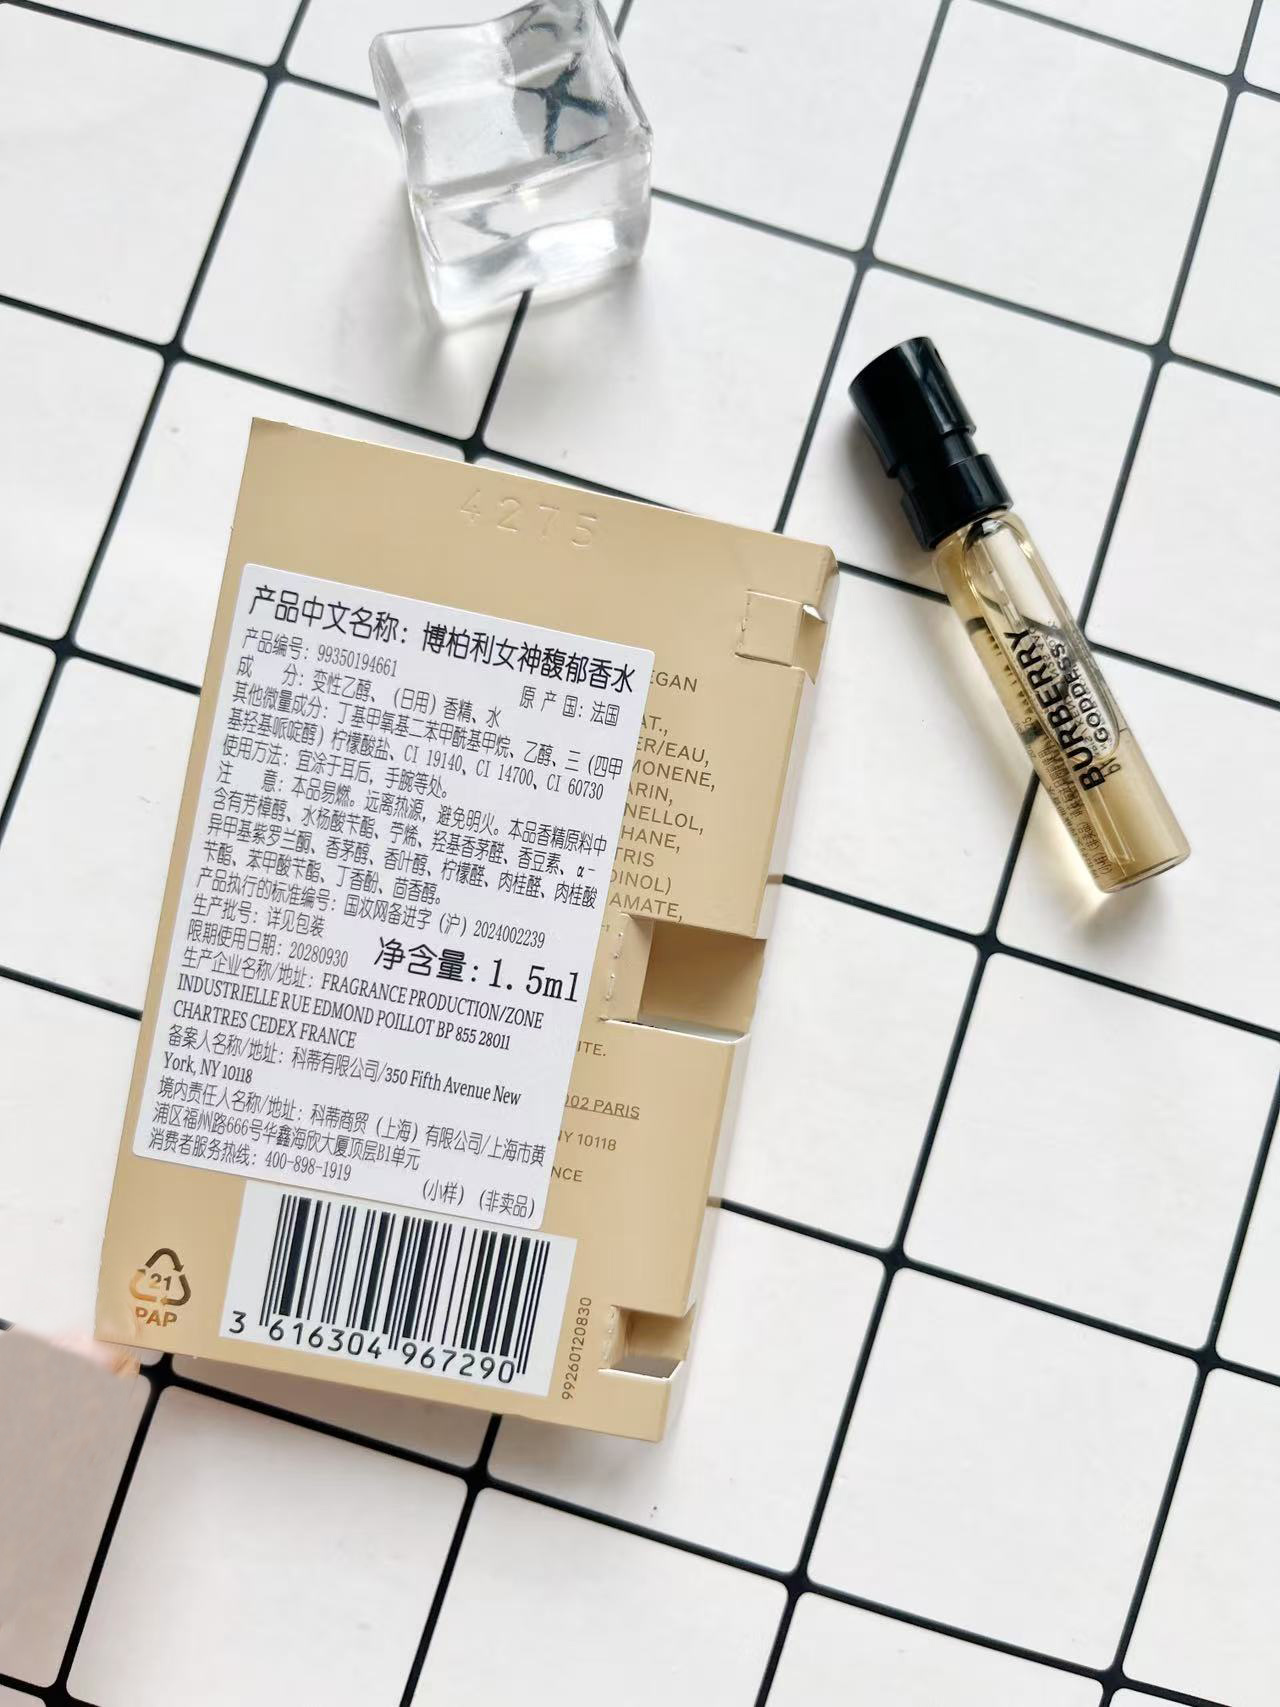 4275
产品中文名称：博柏利女神馥郁香水
产品编号：99350194661
原 产 国：法国
成　　分：变性乙醇、（日用）香精、水
其他微量成分：丁基甲氧基二苯甲酰基甲烷、乙醇、三（四甲
基羟基哌啶醇）柠檬酸盐、CI 19140、CI 14700、CI 60730
使用方法：宜涂于耳后，手腕等处。
注　　意：本品易燃。远离热源，避免明火。本品香精原料中
含有芳樟醇、水杨酸苄酯、苧烯、羟基香茅醛、香豆素、α-
异甲基紫罗兰酮、香茅醇、香叶醇、柠檬醛、肉桂醛、肉桂酸
苄酯、苯甲酸苄酯、丁香酚、茴香醇。
产品执行的标准编号：国妆网备进字（沪）2024002239
生产批号：详见包装
限期使用日期：20280930
净含量：1.5ml
生产企业名称/地址：FRAGRANCE PRODUCTION/ZONE
INDUSTRIELLE RUE EDMOND POILLOT BP 855 28011
CHARTRES CEDEX FRANCE
备案人名称/地址：科蒂有限公司/350 Fifth Avenue New
York, NY 10118
境内责任人名称/地址：科蒂商贸（上海）有限公司/上海市黄
浦区福州路666号华鑫海欣大厦顶层B1单元
消费者服务热线：400-898-1919
（小样）（非卖品）
EGAN
AT.,
ER/EAU,
MONENE,
ARIN,
NELLOL,
HANE,
TRIS
DINOL)
AMATE,
ITE.
002 PARIS
NY 10118
NCE
21
PAP
3 616304 967290
99260120830
BURBERRY
GODDESS